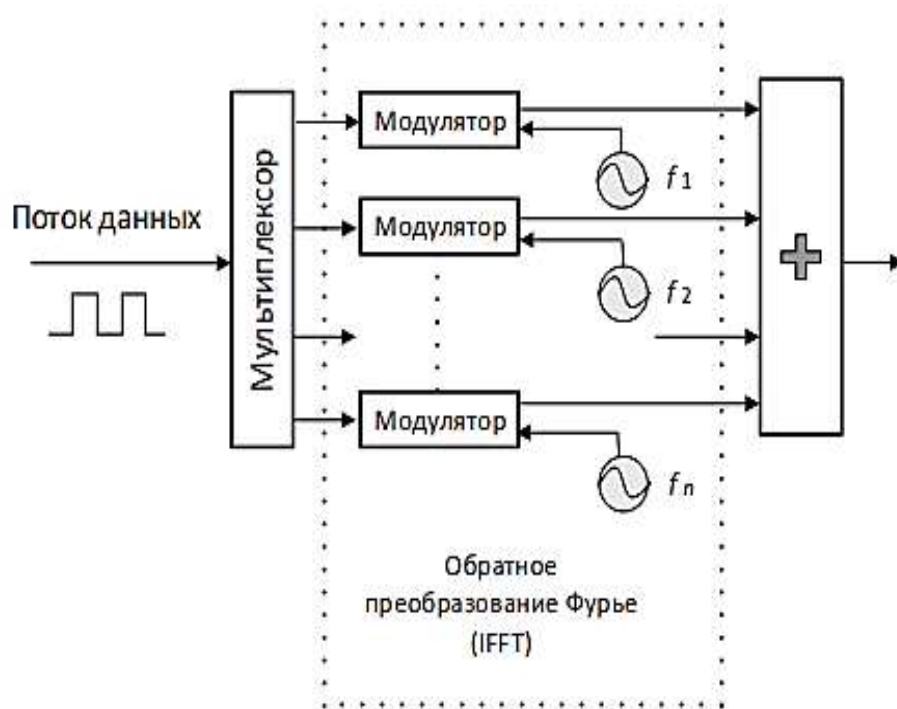 Поток данных
Мультиплексор
Модулятор
f1
Модулятор
f2
Модулятор
fn
Обратное
преобразование Фурье
(IFFT)